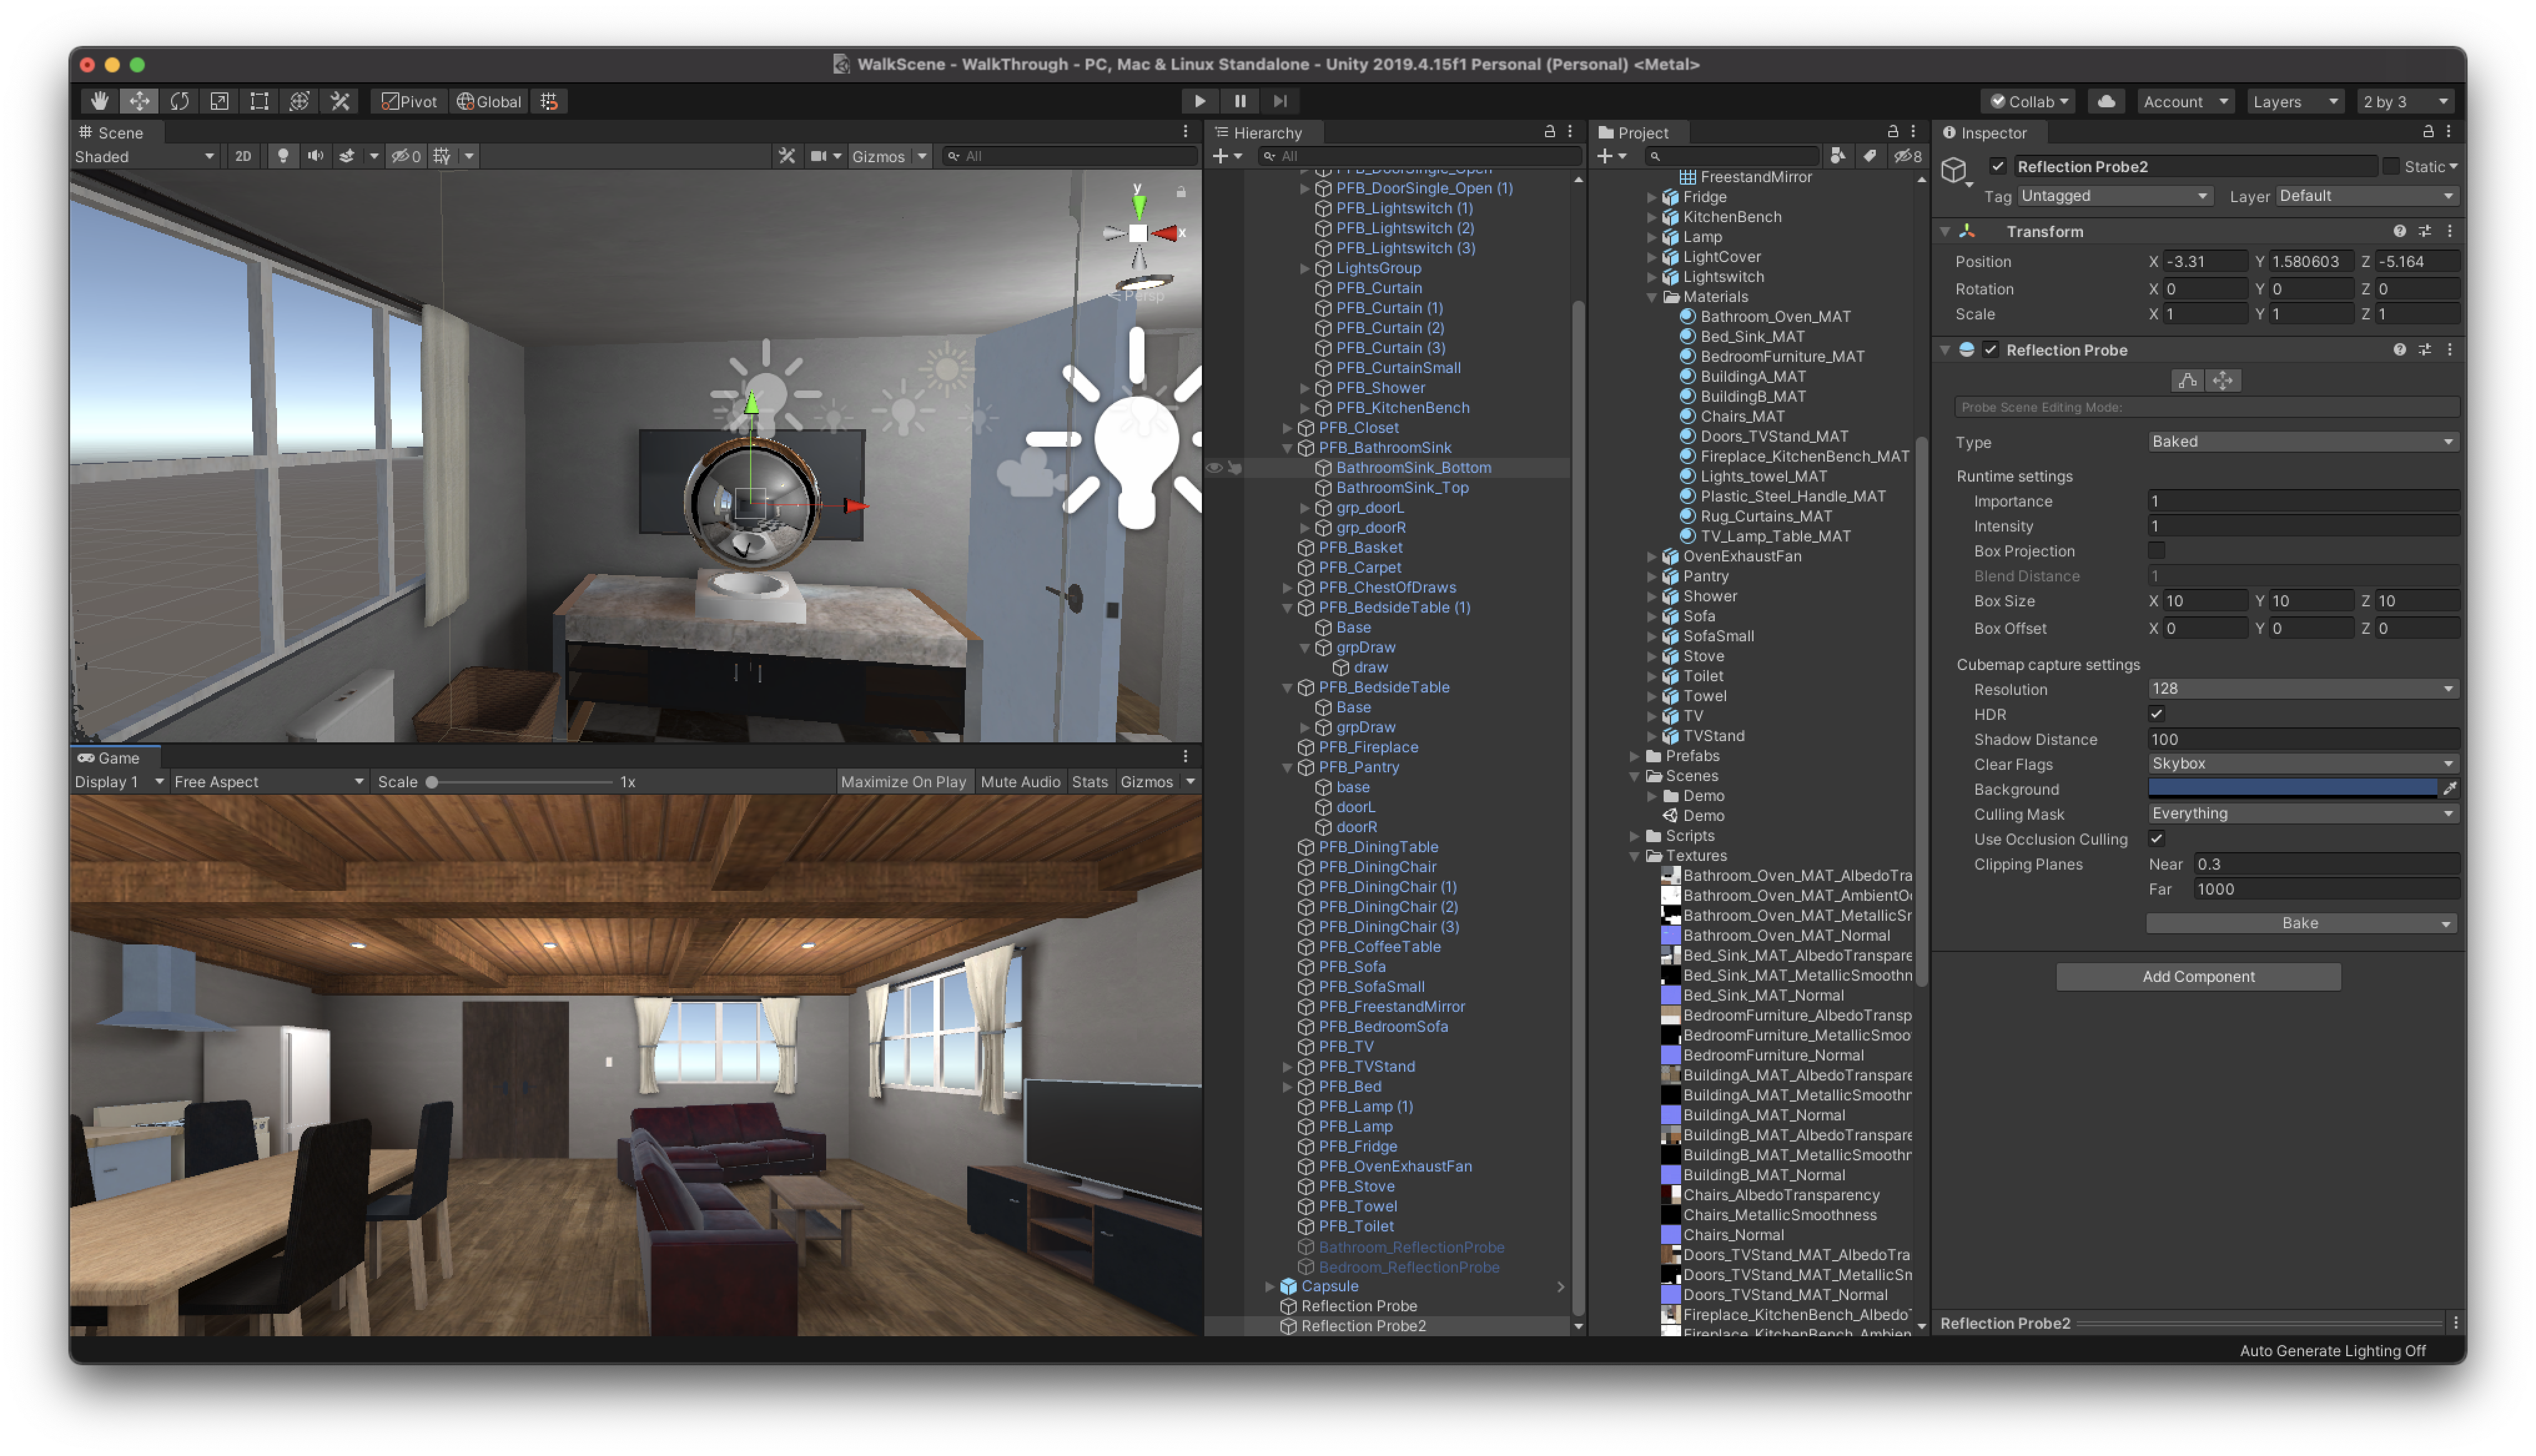 WalkScene - WalkThrough - PC, Mac & Linux Standalone - Unity 2019.4.15f1 Personal (Personal) <Metal>
Pivot Global
Collab Account Layers 2 by 3
Scene
Shaded 2D 0 Gizmos All
y
x
Persp
Game
Display 1 Free Aspect Scale 1x Maximize On Play Mute Audio Stats Gizmos
Hierarchy
All
PFB_DoorSingle_Open
PFB_DoorSingle_Open (1)
PFB_Lightswitch (1)
PFB_Lightswitch (2)
PFB_Lightswitch (3)
LightsGroup
PFB_Curtain
PFB_Curtain (1)
PFB_Curtain (2)
PFB_Curtain (3)
PFB_CurtainSmall
PFB_Shower
PFB_KitchenBench
PFB_Closet
PFB_BathroomSink
BathroomSink_Bottom
BathroomSink_Top
grp_doorL
grp_doorR
PFB_Basket
PFB_Carpet
PFB_ChestOfDraws
PFB_BedsideTable (1)
Base
grpDraw
draw
PFB_BedsideTable
Base
grpDraw
PFB_Fireplace
PFB_Pantry
base
doorL
doorR
PFB_DiningTable
PFB_DiningChair
PFB_DiningChair (1)
PFB_DiningChair (2)
PFB_DiningChair (3)
PFB_CoffeeTable
PFB_Sofa
PFB_SofaSmall
PFB_FreestandMirror
PFB_BedroomSofa
PFB_TV
PFB_TVStand
PFB_Bed
PFB_Lamp (1)
PFB_Lamp
PFB_Fridge
PFB_OvenExhaustFan
PFB_Stove
PFB_Towel
PFB_Toilet
Bathroom_ReflectionProbe
Bedroom_ReflectionProbe
Capsule
Reflection Probe
Reflection Probe2
Project
8
FreestandMirror
Fridge
KitchenBench
Lamp
LightCover
Lightswitch
Materials
Bathroom_Oven_MAT
Bed_Sink_MAT
BedroomFurniture_MAT
BuildingA_MAT
BuildingB_MAT
Chairs_MAT
Doors_TVStand_MAT
Fireplace_KitchenBench_MAT
Lights_towel_MAT
Plastic_Steel_Handle_MAT
Rug_Curtains_MAT
TV_Lamp_Table_MAT
OvenExhaustFan
Pantry
Shower
Sofa
SofaSmall
Stove
Toilet
Towel
TV
TVStand
Prefabs
Scenes
Demo
Demo
Scripts
Textures
Bathroom_Oven_MAT_AlbedoTra
Bathroom_Oven_MAT_AmbientO
Bathroom_Oven_MAT_MetallicSr
Bathroom_Oven_MAT_Normal
Bed_Sink_MAT_AlbedoTranspare
Bed_Sink_MAT_MetallicSmoothn
Bed_Sink_MAT_Normal
BedroomFurniture_AlbedoTransp
BedroomFurniture_MetallicSmoo
BedroomFurniture_Normal
BuildingA_MAT_AlbedoTranspare
BuildingA_MAT_MetallicSmoothr
BuildingA_MAT_Normal
BuildingB_MAT_AlbedoTranspare
BuildingB_MAT_MetallicSmoothr
BuildingB_MAT_Normal
Chairs_AlbedoTransparency
Chairs_MetallicSmoothness
Chairs_Normal
Doors_TVStand_MAT_AlbedoTra
Doors_TVStand_MAT_MetallicSm
Doors_TVStand_MAT_Normal
Fireplace_KitchenBench_Albedo
Fireplace_KitchenBench_Ambien
Inspector
Reflection Probe2 Static
Tag Untagged Layer Default
Transform
Position X -3.31 Y 1.580603 Z -5.164
Rotation X 0 Y 0 Z 0
Scale X 1 Y 1 Z 1
Reflection Probe
Probe Scene Editing Mode:
Type Baked
Runtime settings
Importance 1
Intensity 1
Box Projection
Blend Distance 1
Box Size X 10 Y 10 Z 10
Box Offset X 0 Y 0 Z 0
Cubemap capture settings
Resolution 128
HDR
Shadow Distance 100
Clear Flags Skybox
Background
Culling Mask Everything
Use Occlusion Culling
Clipping Planes Near 0.3
Far 1000
Bake
Add Component
Reflection Probe2
Auto Generate Lighting Off